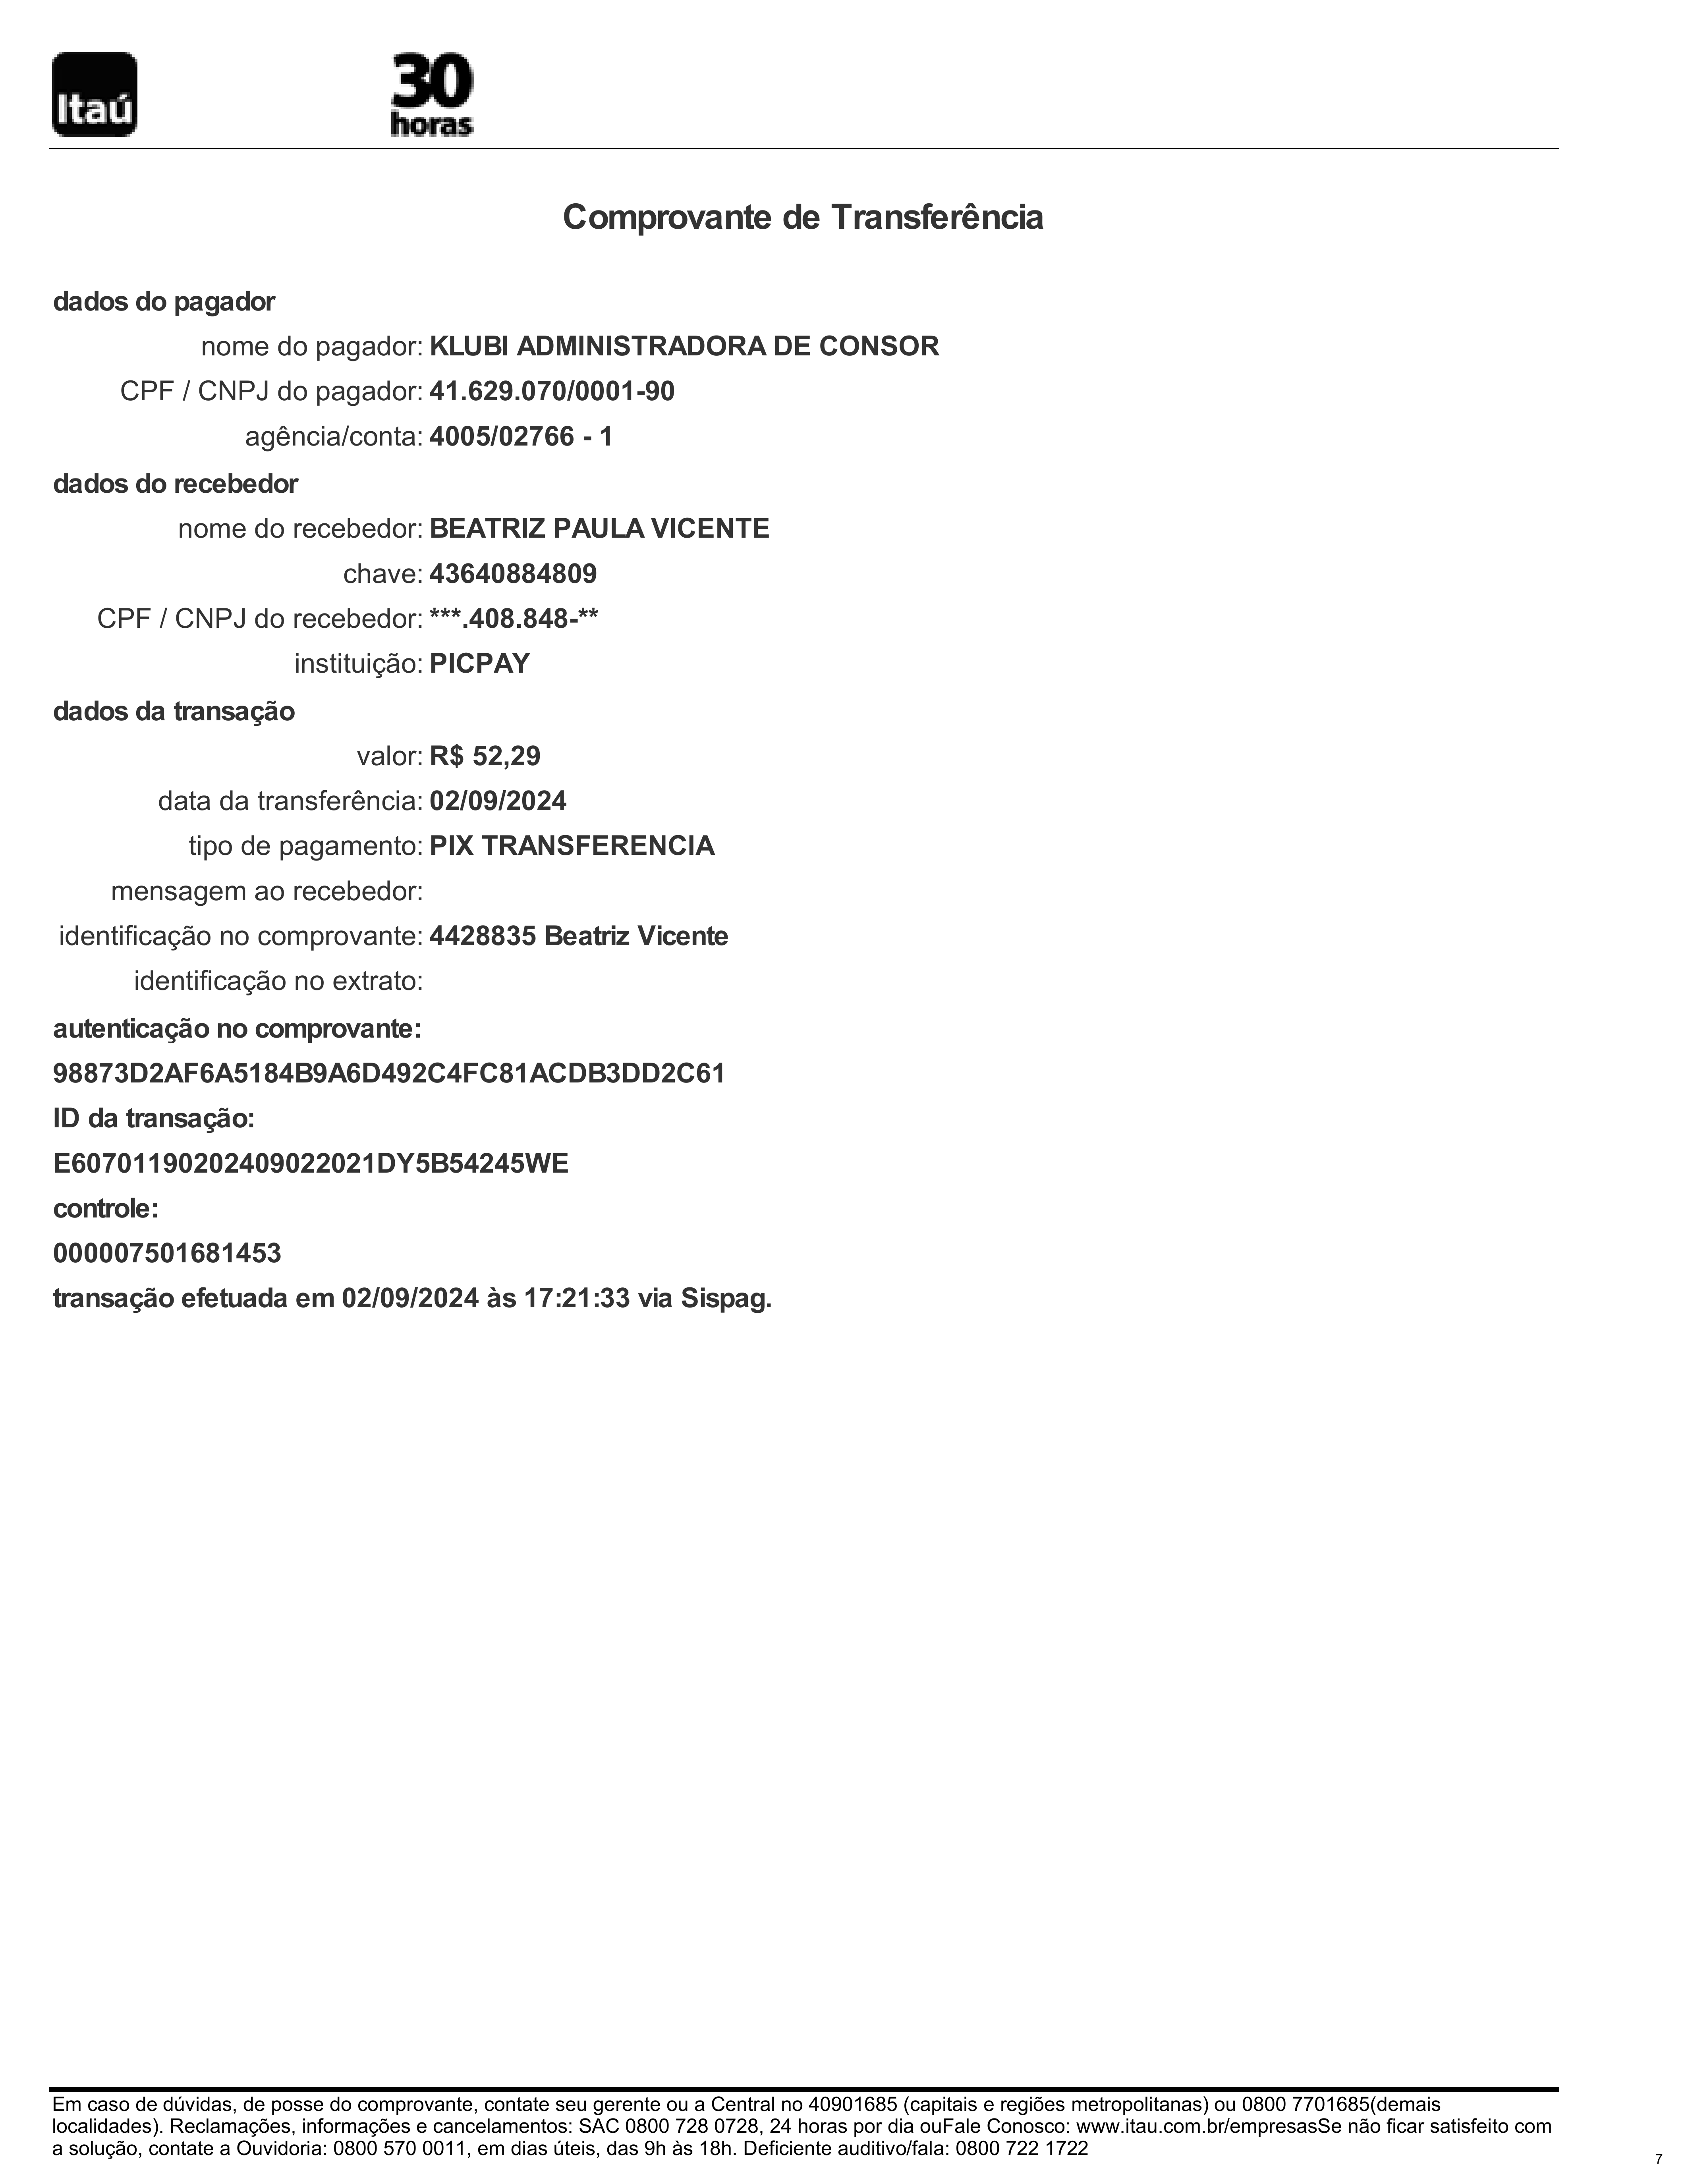 Itaú
30
horas
Comprovante de Transferência
dados do pagador
nome do pagador: KLUBI ADMINISTRADORA DE CONSOR
CPF / CNPJ do pagador: 41.629.070/0001-90
agência/conta: 4005/02766 - 1
dados do recebedor
nome do recebedor: BEATRIZ PAULA VICENTE
chave: 43640884809
CPF / CNPJ do recebedor: ***.408.848-**
instituição: PICPAY
dados da transação
valor: R$ 52,29
data da transferência: 02/09/2024
tipo de pagamento: PIX TRANSFERENCIA
mensagem ao recebedor:
identificação no comprovante: 4428835 Beatriz Vicente
identificação no extrato:
autenticação no comprovante:
98873D2AF6A5184B9A6D492C4FC81ACDB3DD2C61
ID da transação:
E60701190202409022021DY5B54245WE
controle:
000007501681453
transação efetuada em 02/09/2024 às 17:21:33 via Sispag.
Em caso de dúvidas, de posse do comprovante, contate seu gerente ou a Central no 40901685 (capitais e regiões metropolitanas) ou 0800 7701685(demais
localidades). Reclamações, informações e cancelamentos: SAC 0800 728 0728, 24 horas por dia ouFale Conosco: www.itau.com.br/empresasSe não ficar satisfeito com
a solução, contate a Ouvidoria: 0800 570 0011, em dias úteis, das 9h às 18h. Deficiente auditivo/fala: 0800 722 1722
7